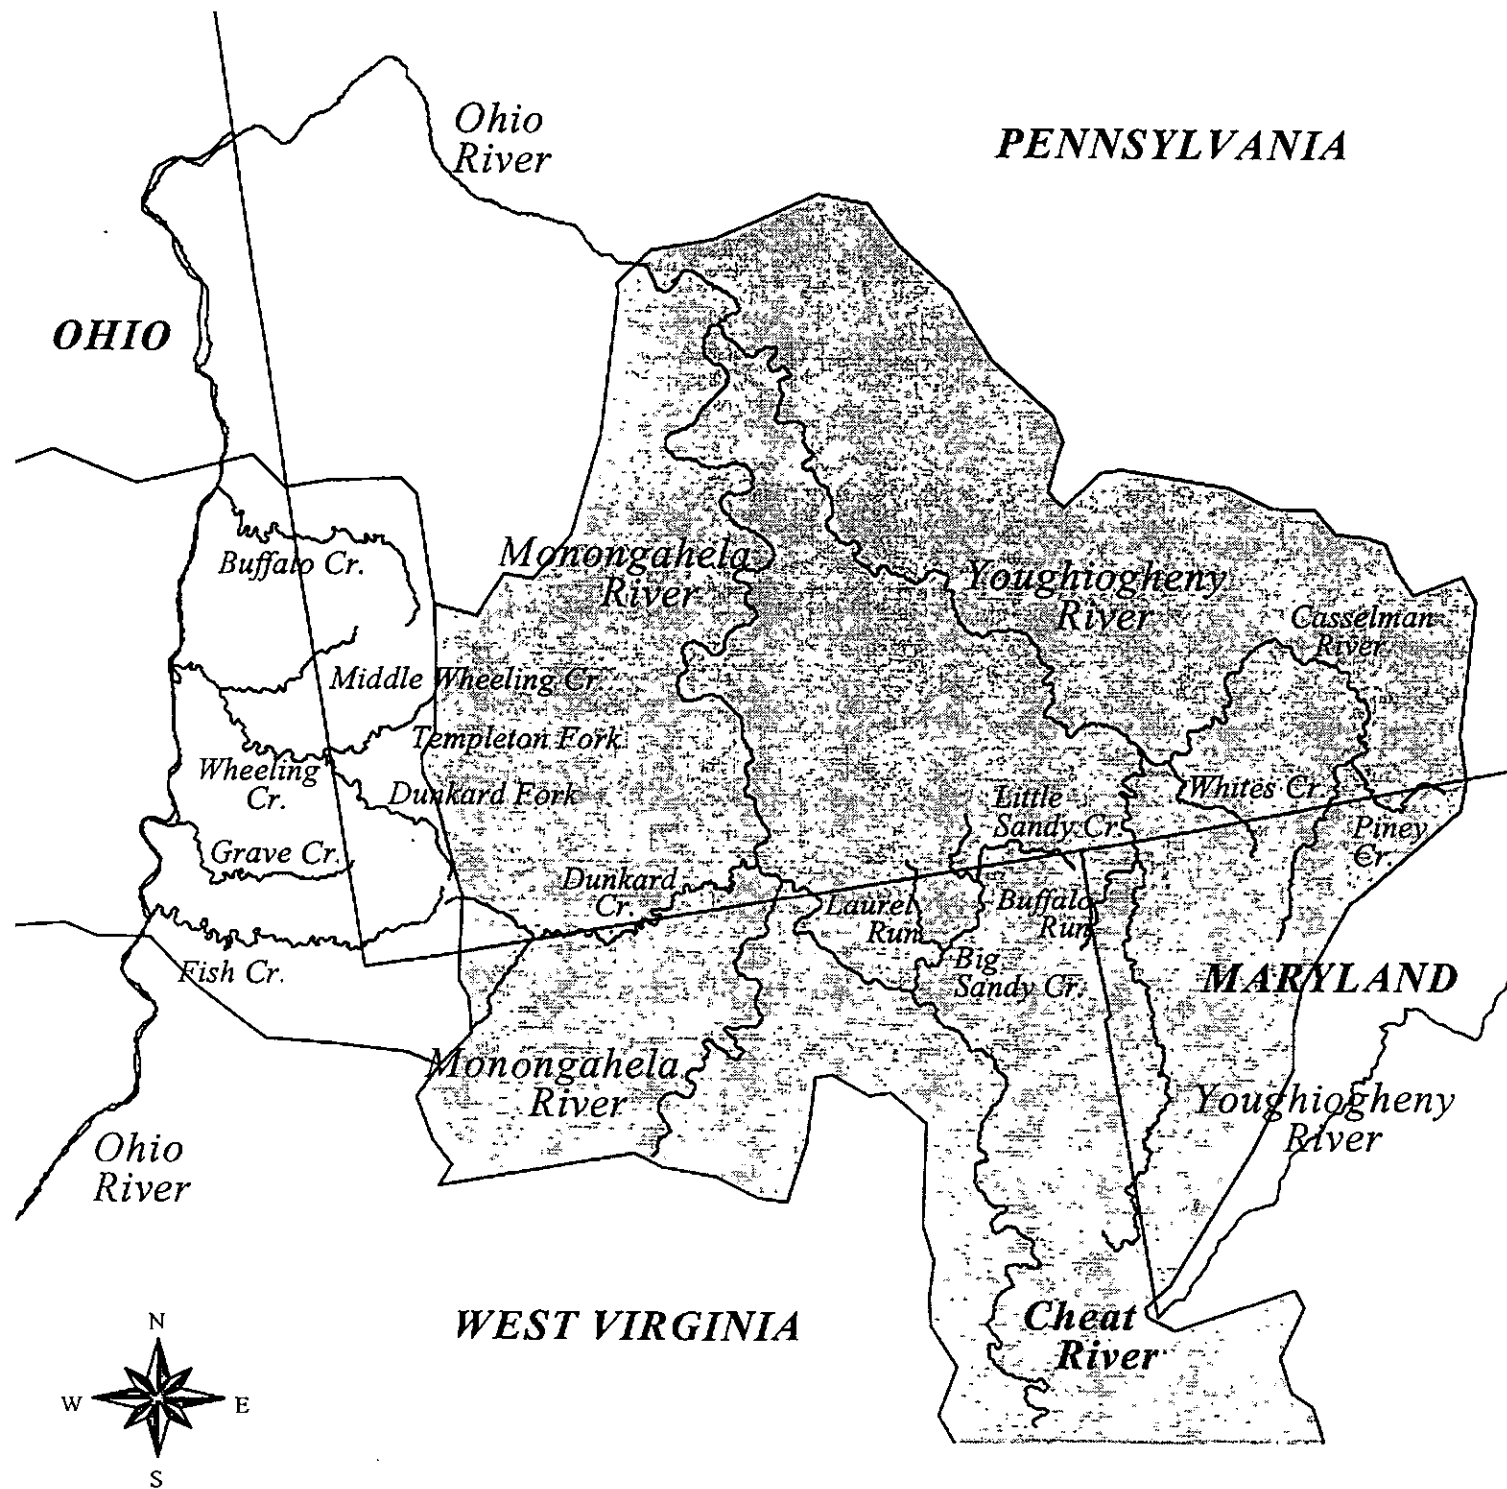 Ohio
River
PENNSYLVANIA
OHIO
Monongahela
River
Buffalo Cr.
Youghiogheny
River
Casselman
River
Middle Wheeling Cr.
Templeton Fork
Wheeling
Cr.
Dunkard Fork
Whites Cr.
Little
Sandy Cr.
Piney
Cr.
Grave Cr.
Dunkard
Cr.
Laurel
Run
Buffalo
Run
Big
Sandy Cr.
Fish Cr.
MARYLAND
Monongahela
River
Youghiogheny
River
Ohio
River
WEST VIRGINIA
Cheat
River
N
W
E
S